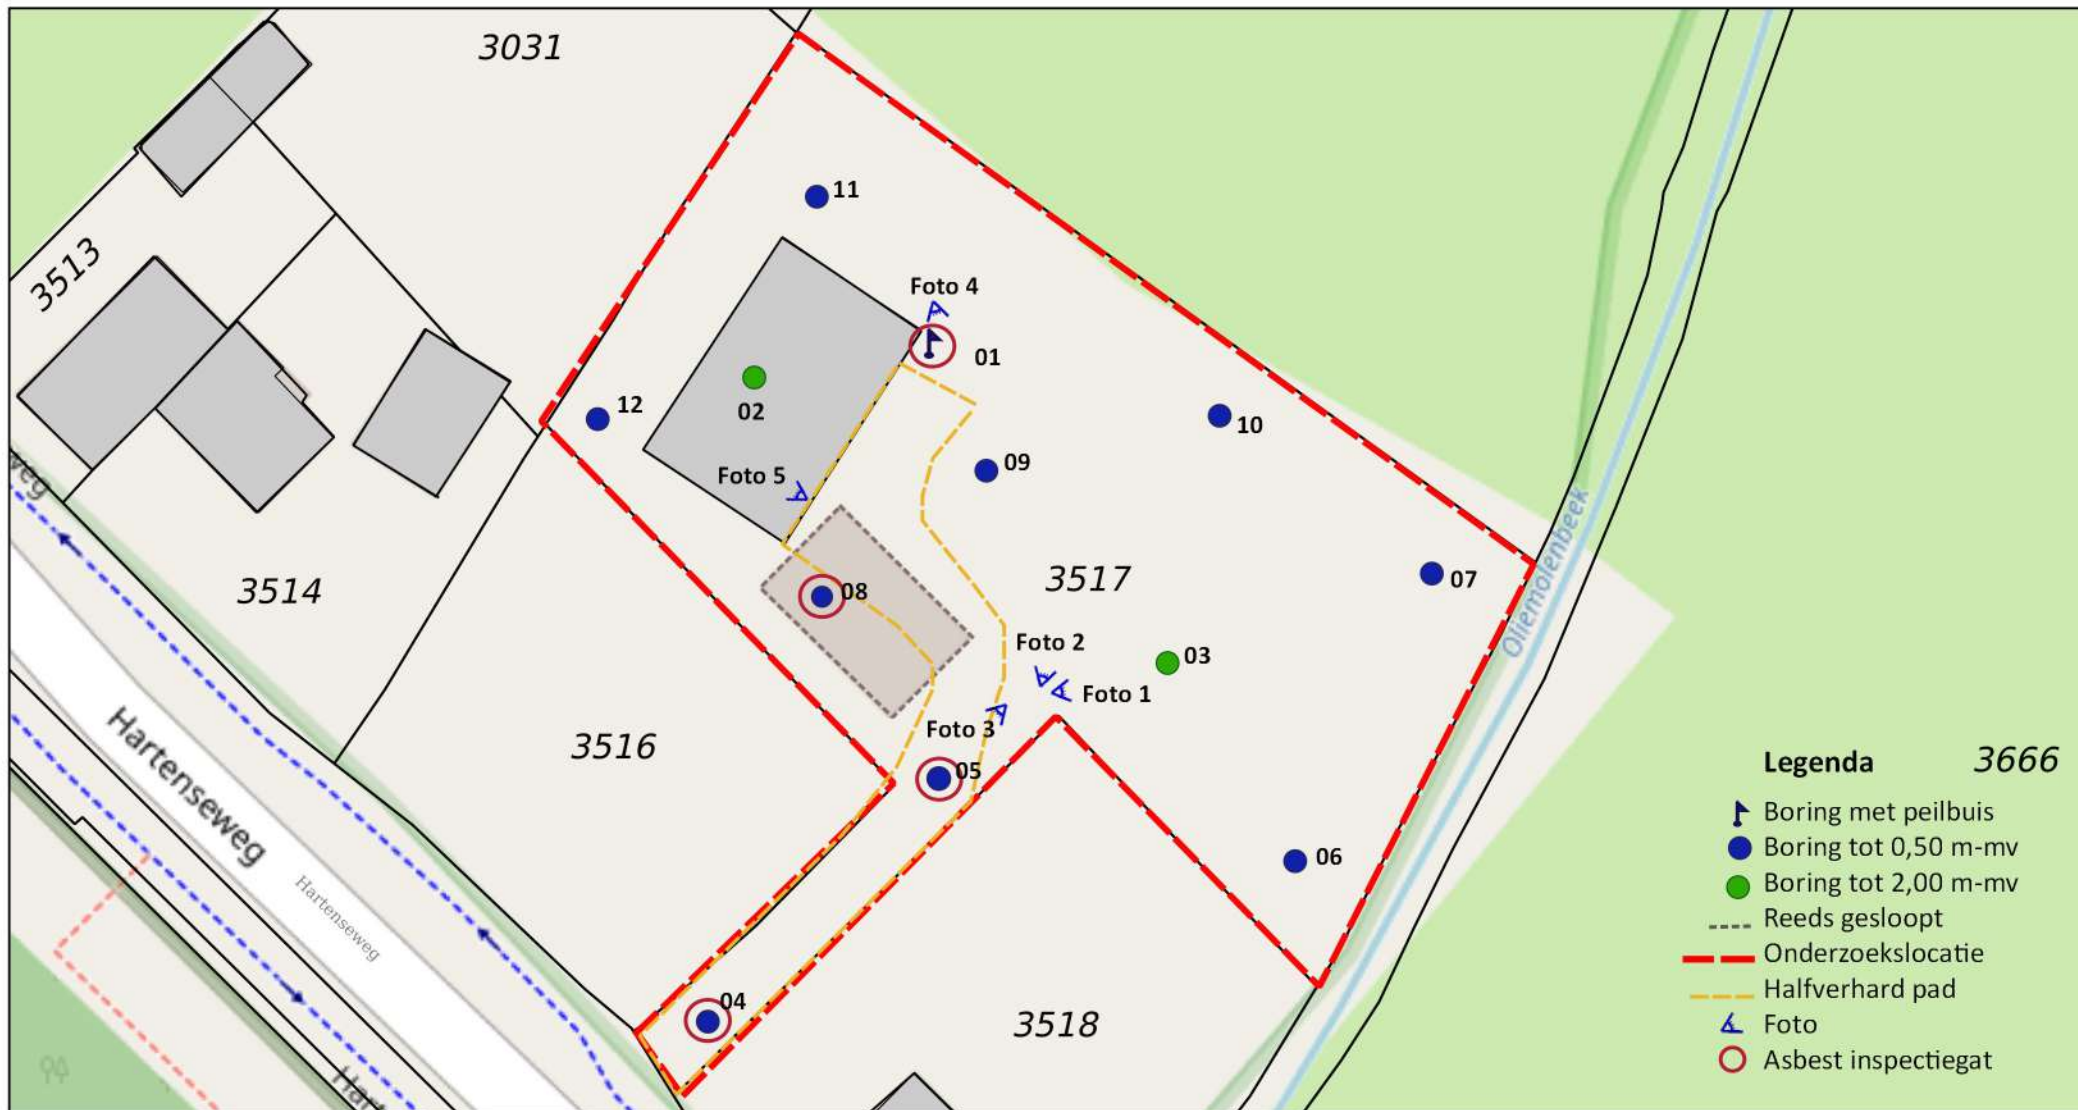 3031
11
3513
Foto 4
01
12
02
10
09
Foto 5
weg
Oliemolenbeek
3514
08
3517
07
Foto 2
03
Foto 1
Hartenseweg
3516
Foto 3
05
06
Hartenseweg
04
3518
Hart
Legenda
3666
Boring met peilbuis
Boring tot 0,50 m-mv
Boring tot 2,00 m-mv
Reeds gesloopt
Onderzoekslocatie
Halfverhard pad
Foto
Asbest inspectiegat